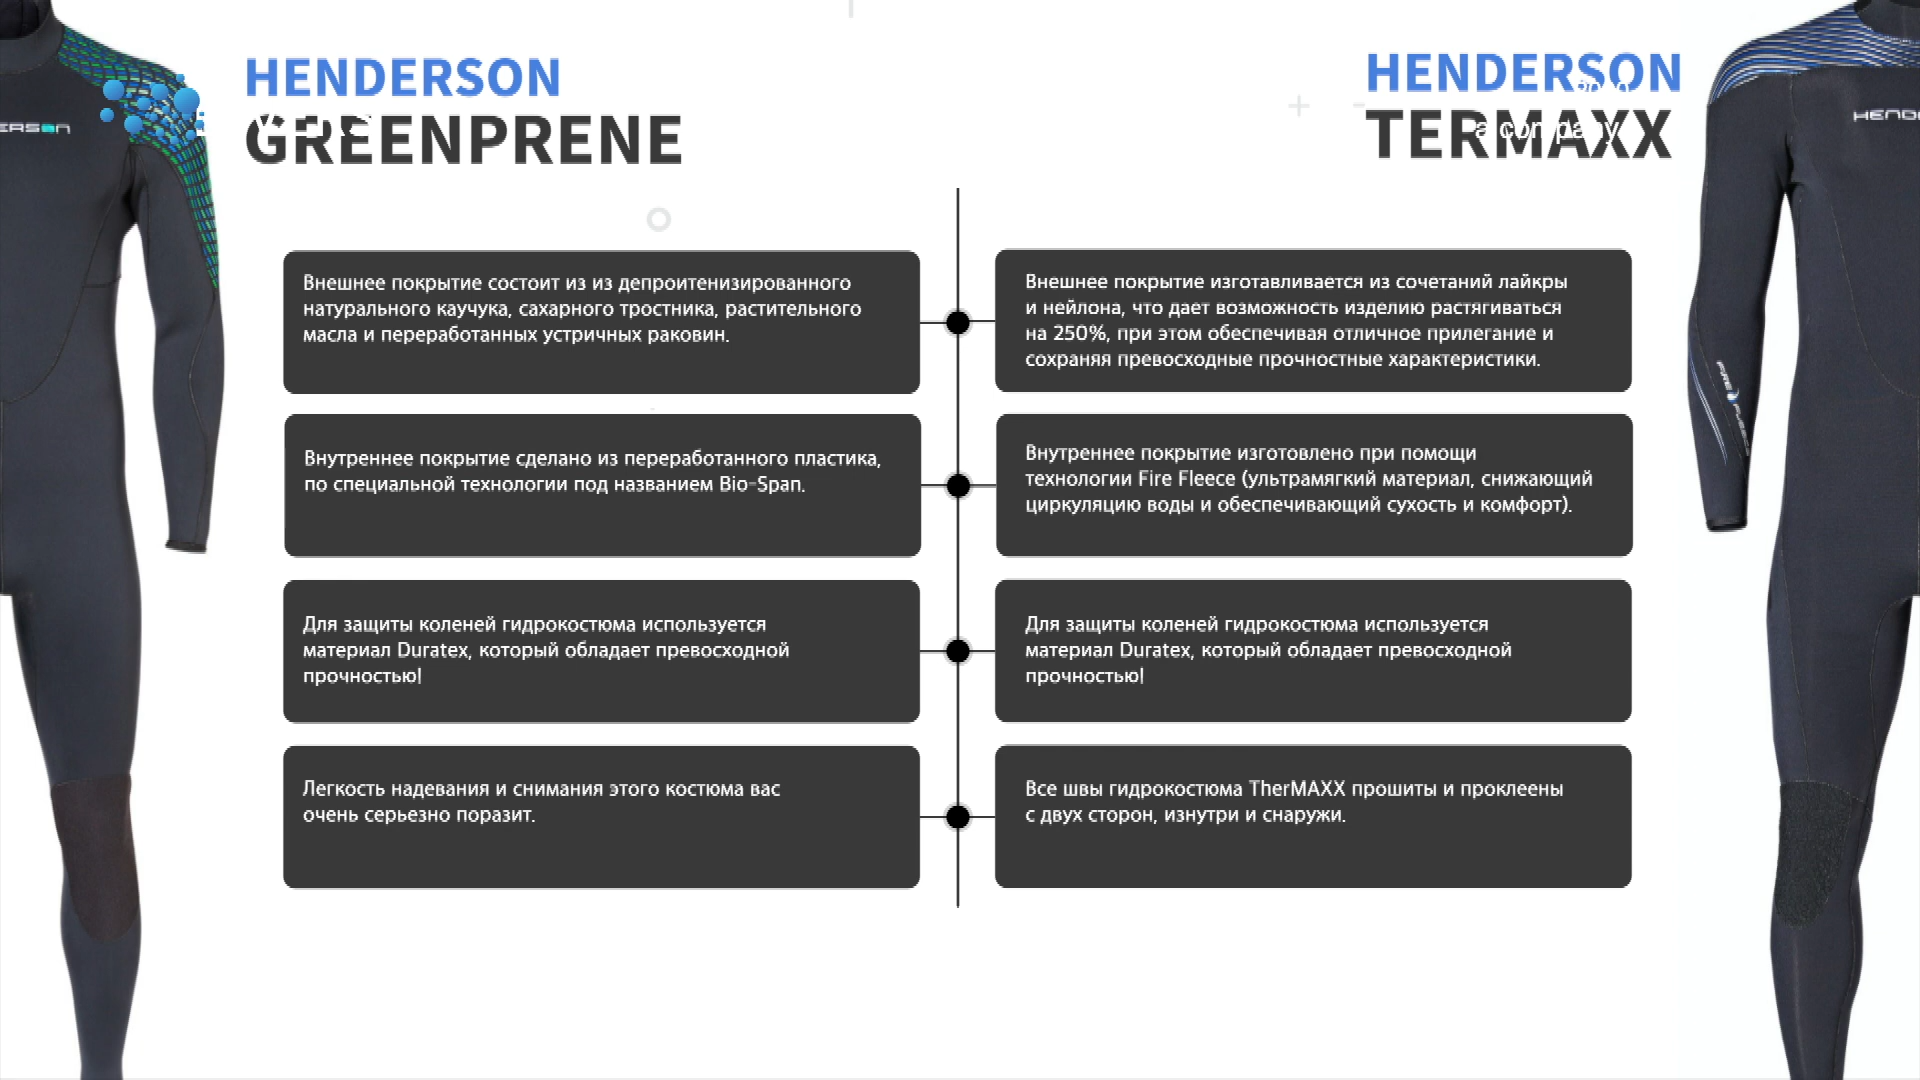 HENDERSON
GREENPRENE
HENDERSON
TERMAXX
a company
Внешнее покрытие состоит из из депроитенизированного
натурального каучука, сахарного тростника, растительного
масла и переработанных устричных раковин.
Внешнее покрытие изготавливается из сочетаний лайкры
и нейлона, что дает возможность изделию растягиваться
на 250%, при этом обеспечивая отличное прилегание и
сохраняя превосходные прочностные характеристики.
Внутреннее покрытие сделано из переработанного пластика,
по специальной технологии под названием Bio-Span.
Внутреннее покрытие изготовлено при помощи
технологии Fire Fleece (ультрамягкий материал, снижающий
циркуляцию воды и обеспечивающий сухость и комфорт).
Для защиты коленей гидрокостюма используется
материал Duratex, который обладает превосходной
прочностью!
Для защиты коленей гидрокостюма используется
материал Duratex, который обладает превосходной
прочностью!
Легкость надевания и снимания этого костюма вас
очень серьезно поразит.
Все швы гидрокостюма TherMAXX прошиты и проклеены
с двух сторон, изнутри и снаружи.